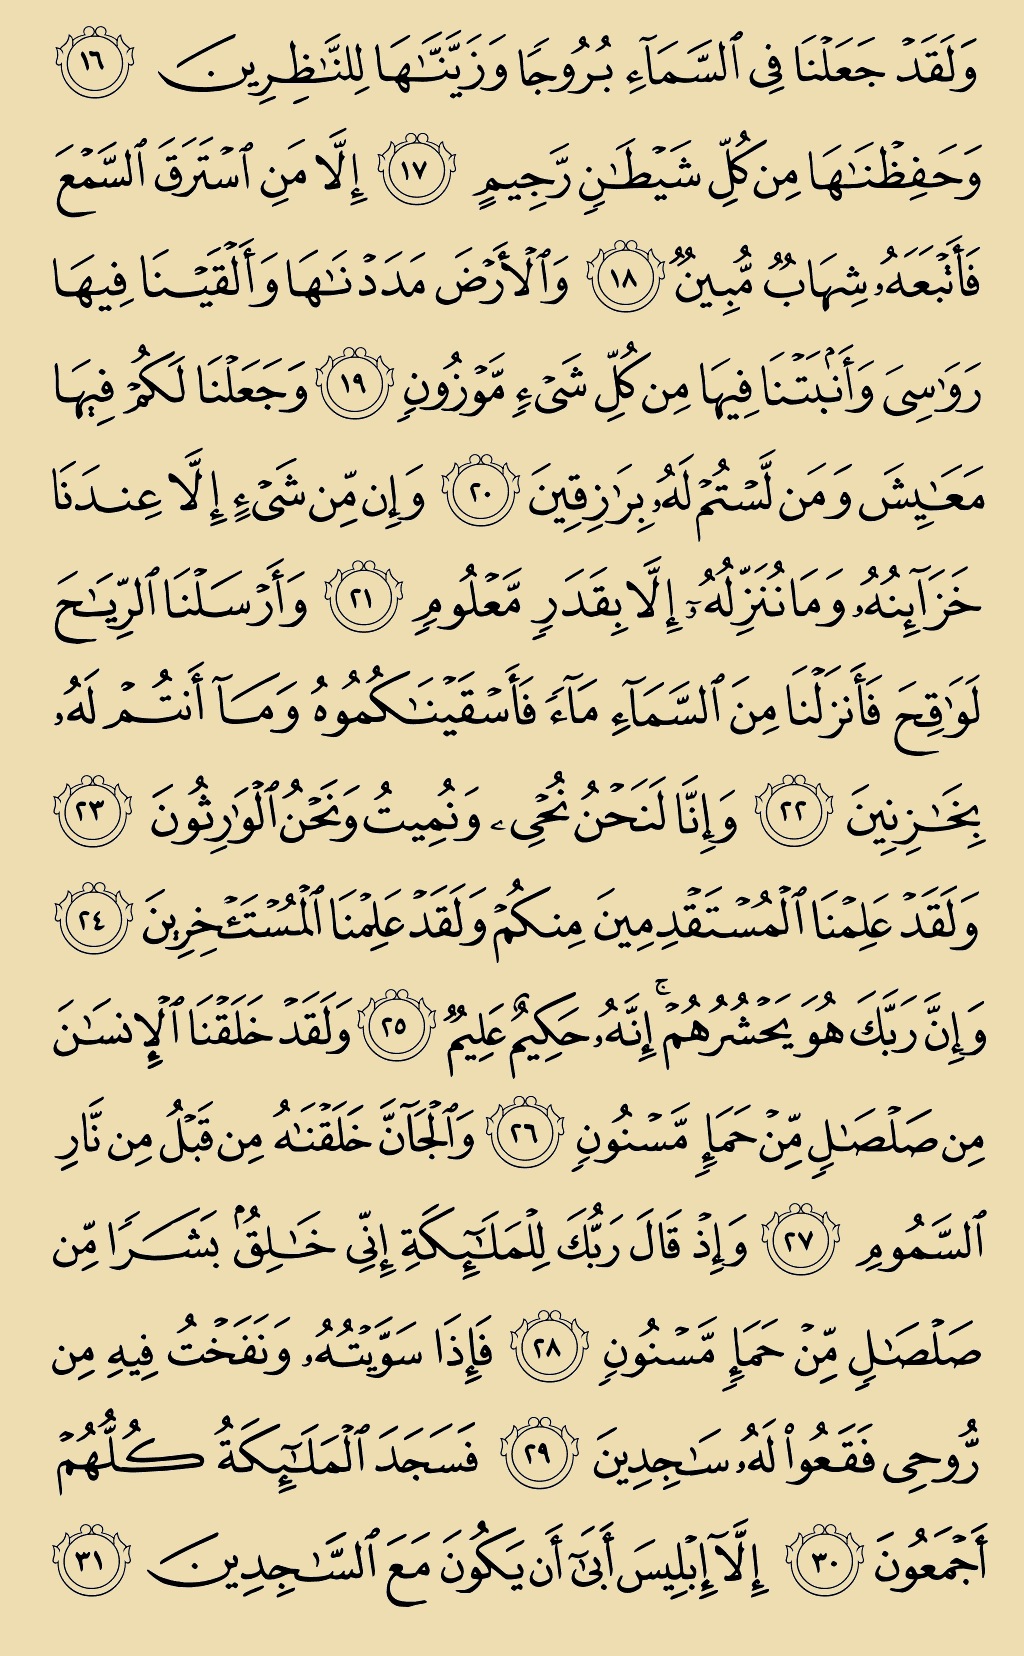 وَلَقَدۡ جَعَلۡنَا فِي ٱلسَّمَآءِ بُرُوجٗا وَزَيَّنَّٰهَا لِلنَّٰظِرِينَ ١٦
وَحَفِظۡنَٰهَا مِن كُلِّ شَيۡطَٰنٖ رَّجِيمٍ ١٧ إِلَّا مَنِ ٱسۡتَرَقَ ٱلسَّمۡعَ
فَأَتۡبَعَهُۥ شِهَابٞ مُّبِينٞ ١٨ وَٱلۡأَرۡضَ مَدَدۡنَٰهَا وَأَلۡقَيۡنَا فِيهَا
رَوَٰسِيَ وَأَنۢبَتۡنَا فِيهَا مِن كُلِّ شَيۡءٖ مَّوۡزُونٖ ١٩ وَجَعَلۡنَا لَكُمۡ فِيهَا
مَعَٰيِشَ وَمَن لَّسۡتُمۡ لَهُۥ بِرَٰزِقِينَ ٢٠ وَإِن مِّن شَيۡءٍ إِلَّا عِندَنَا
خَزَآئِنُهُۥ وَمَا نُنَزِّلُهُۥٓ إِلَّا بِقَدَرٖ مَّعۡلُومٖ ٢١ وَأَرۡسَلۡنَا ٱلرِّيَٰحَ
لَوَٰقِحَ فَأَنزَلۡنَا مِنَ ٱلسَّمَآءِ مَآءٗ فَأَسۡقَيۡنَٰكُمُوهُ وَمَآ أَنتُمۡ لَهُۥ
بِخَٰزِنِينَ ٢٢ وَإِنَّا لَنَحۡنُ نُحۡيِۦ وَنُمِيتُ وَنَحۡنُ ٱلۡوَٰرِثُونَ ٢٣
وَلَقَدۡ عَلِمۡنَا ٱلۡمُسۡتَقۡدِمِينَ مِنكُمۡ وَلَقَدۡ عَلِمۡنَا ٱلۡمُسۡتَـٔۡخِرِينَ ٢٤
وَإِنَّ رَبَّكَ هُوَ يَحۡشُرُهُمۡۚ إِنَّهُۥ حَكِيمٌ عَلِيمٞ ٢٥ وَلَقَدۡ خَلَقۡنَا ٱلۡإِنسَٰنَ
مِن صَلۡصَٰلٖ مِّنۡ حَمَإٖ مَّسۡنُونٖ ٢٦ وَٱلۡجَآنَّ خَلَقۡنَٰهُ مِن قَبۡلُ مِن نَّارِ
ٱلسَّمُومِ ٢٧ وَإِذۡ قَالَ رَبُّكَ لِلۡمَلَٰٓئِكَةِ إِنِّي خَٰلِقُۢ بَشَرٗا مِّن
صَلۡصَٰلٖ مِّنۡ حَمَإٖ مَّسۡنُونٖ ٢٨ فَإِذَا سَوَّيۡتُهُۥ وَنَفَخۡتُ فِيهِ مِن
رُّوحِي فَقَعُواْ لَهُۥ سَٰجِدِينَ ٢٩ فَسَجَدَ ٱلۡمَلَٰٓئِكَةُ كُلُّهُمۡ
أَجۡمَعُونَ ٣٠ إِلَّآ إِبۡلِيسَ أَبَىٰٓ أَن يَكُونَ مَعَ ٱلسَّٰجِدِينَ ٣١